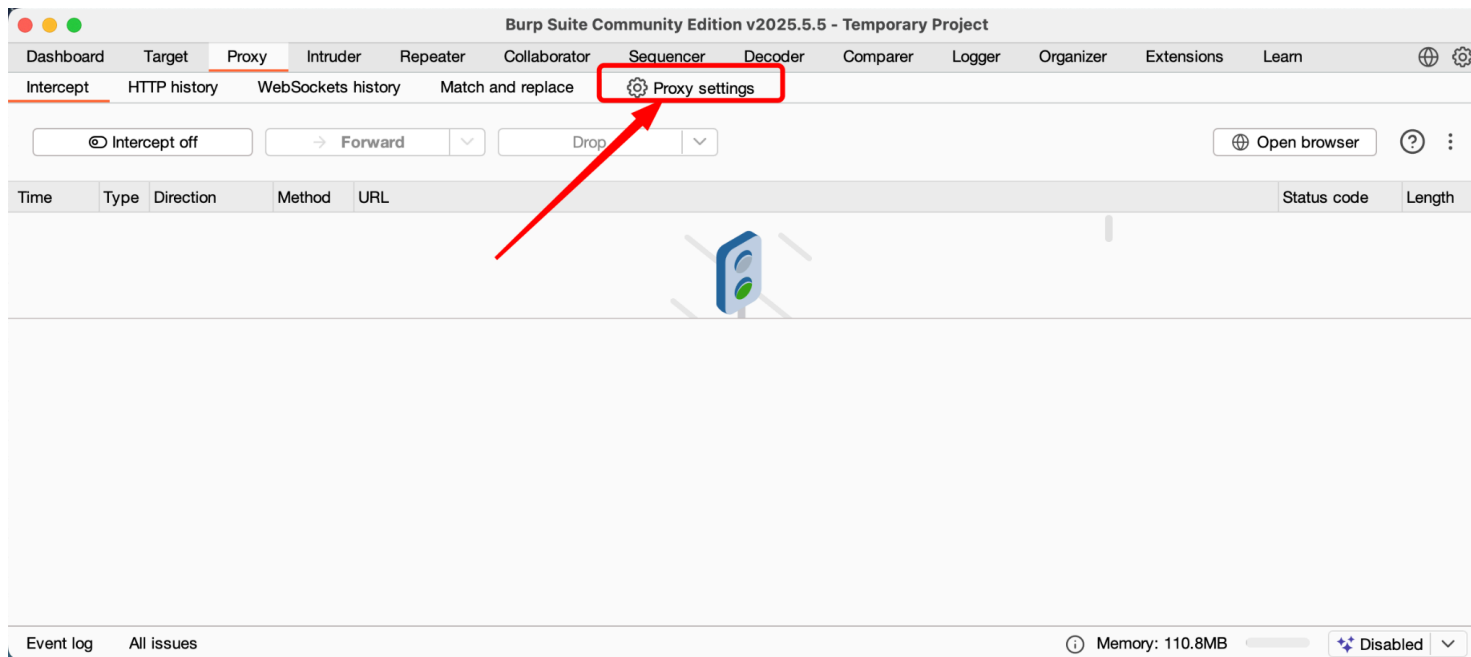 Burp Suite Community Edition v2025.5.5 - Temporary Project
Dashboard Target Proxy Intruder Repeater Collaborator Sequencer Decoder Comparer Logger Organizer Extensions Learn
Intercept HTTP history WebSockets history Match and replace Proxy settings
Intercept off Forward Drop Open browser
Time Type Direction Method URL Status code Length
Event log All issues Memory: 110.8MB Disabled